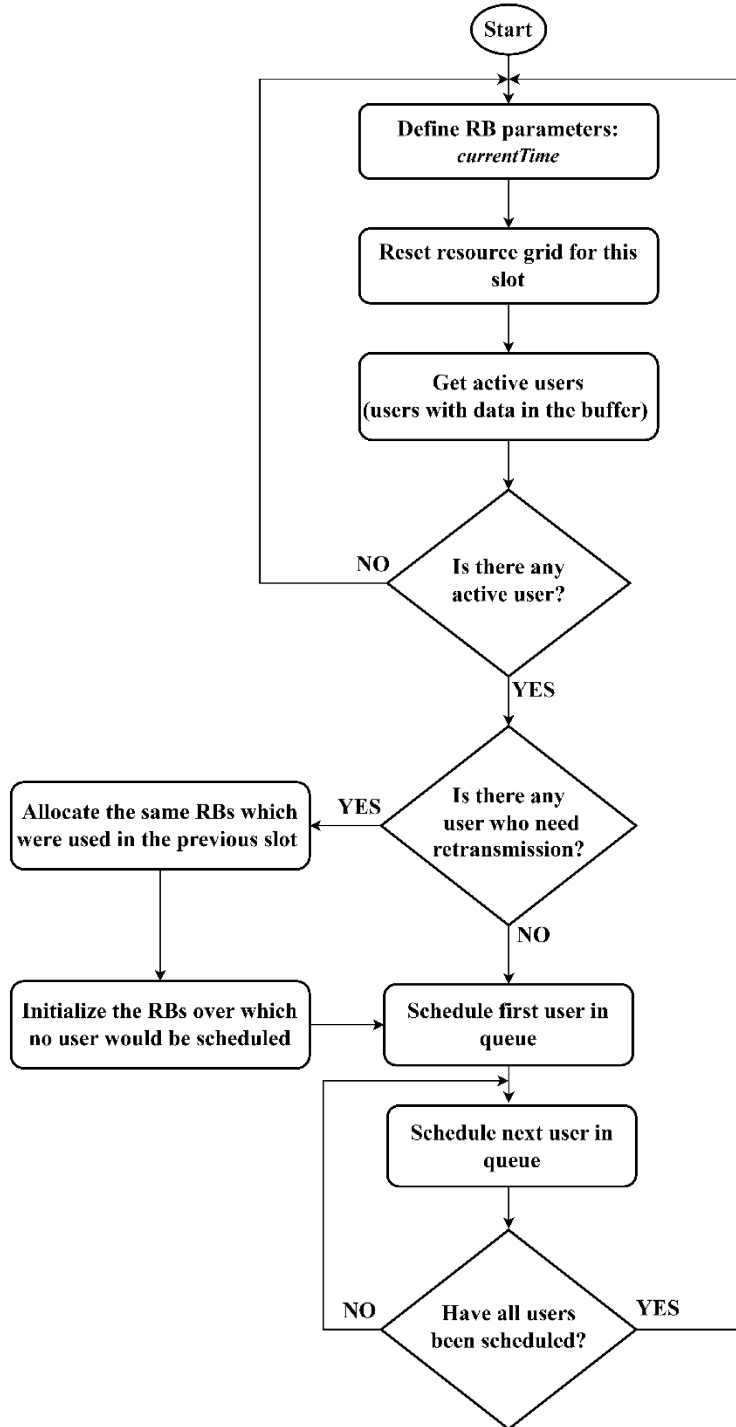 Start
Define RB parameters:
currentTime
Reset resource grid for this
slot
Get active users
(users with data in the buffer)
NO
Is there any
active user?
YES
Allocate the same RBs which
were used in the previous slot
YES
Is there any
user who need
retransmission?
NO
Initialize the RBs over which
no user would be scheduled
Schedule first user in
queue
Schedule next user in
queue
NO
Have all users
been scheduled?
YES